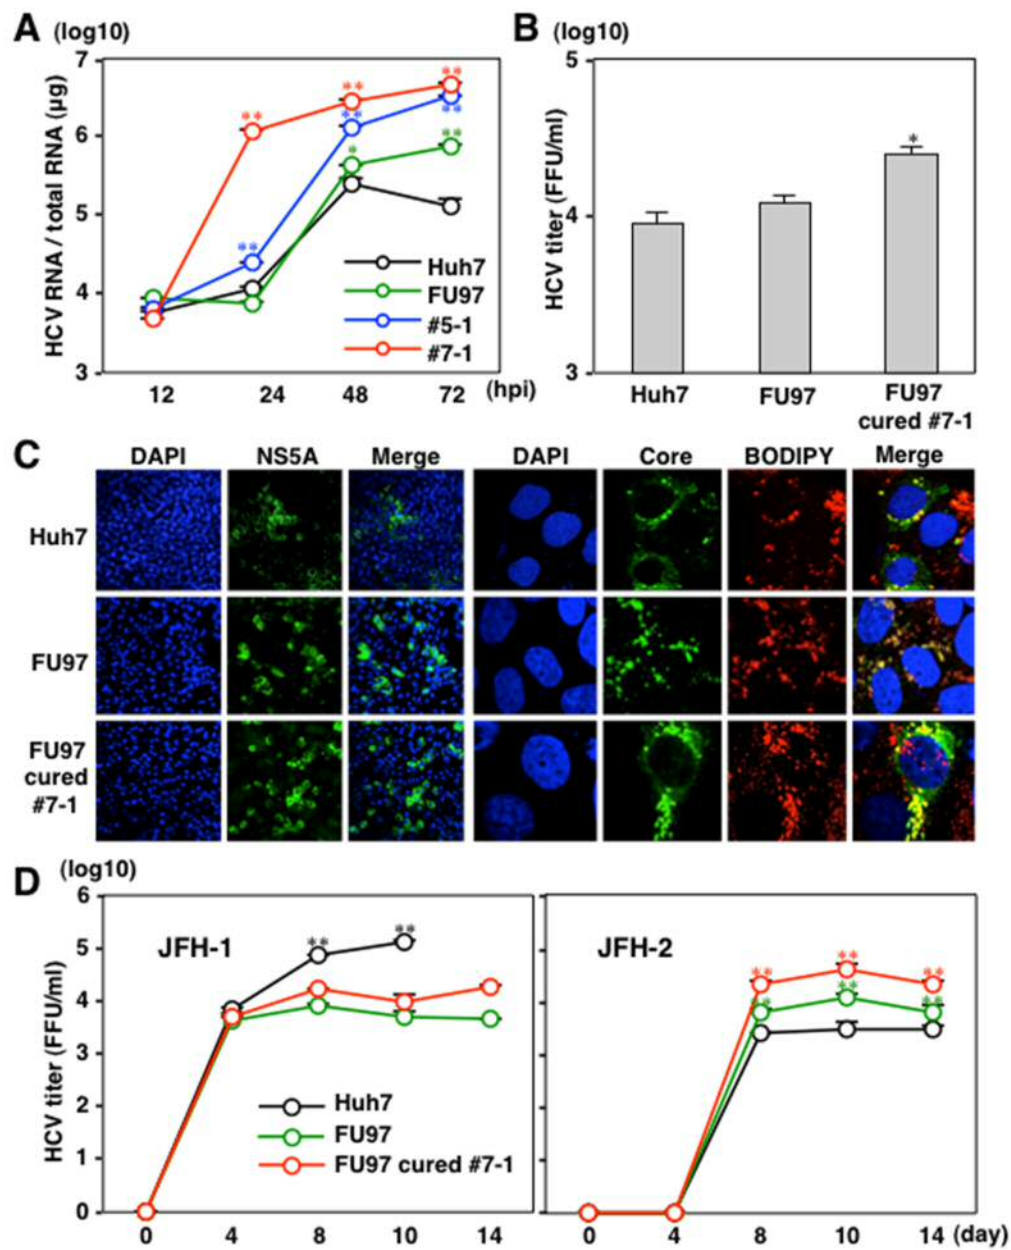 A (log10)
HCV RNA / total RNA (µg)
7
6
5
4
3
** ** **
** ** **
* **
Huh7
FU97
#5-1
#7-1
12 24 48 72 (hpi)
B (log10)
HCV titer (FFU/ml)
5
4
3
*
Huh7 FU97 FU97
cured #7-1
C
DAPI NS5A Merge DAPI Core BODIPY Merge
Huh7
FU97
FU97
cured
#7-1
D (log10)
HCV titer (FFU/ml)
6
5
4
3
2
1
0
JFH-1
** **
Huh7
FU97
FU97 cured #7-1
0 4 8 10 14
JFH-2
** ** **
** ** **
0 4 8 10 14 (day)